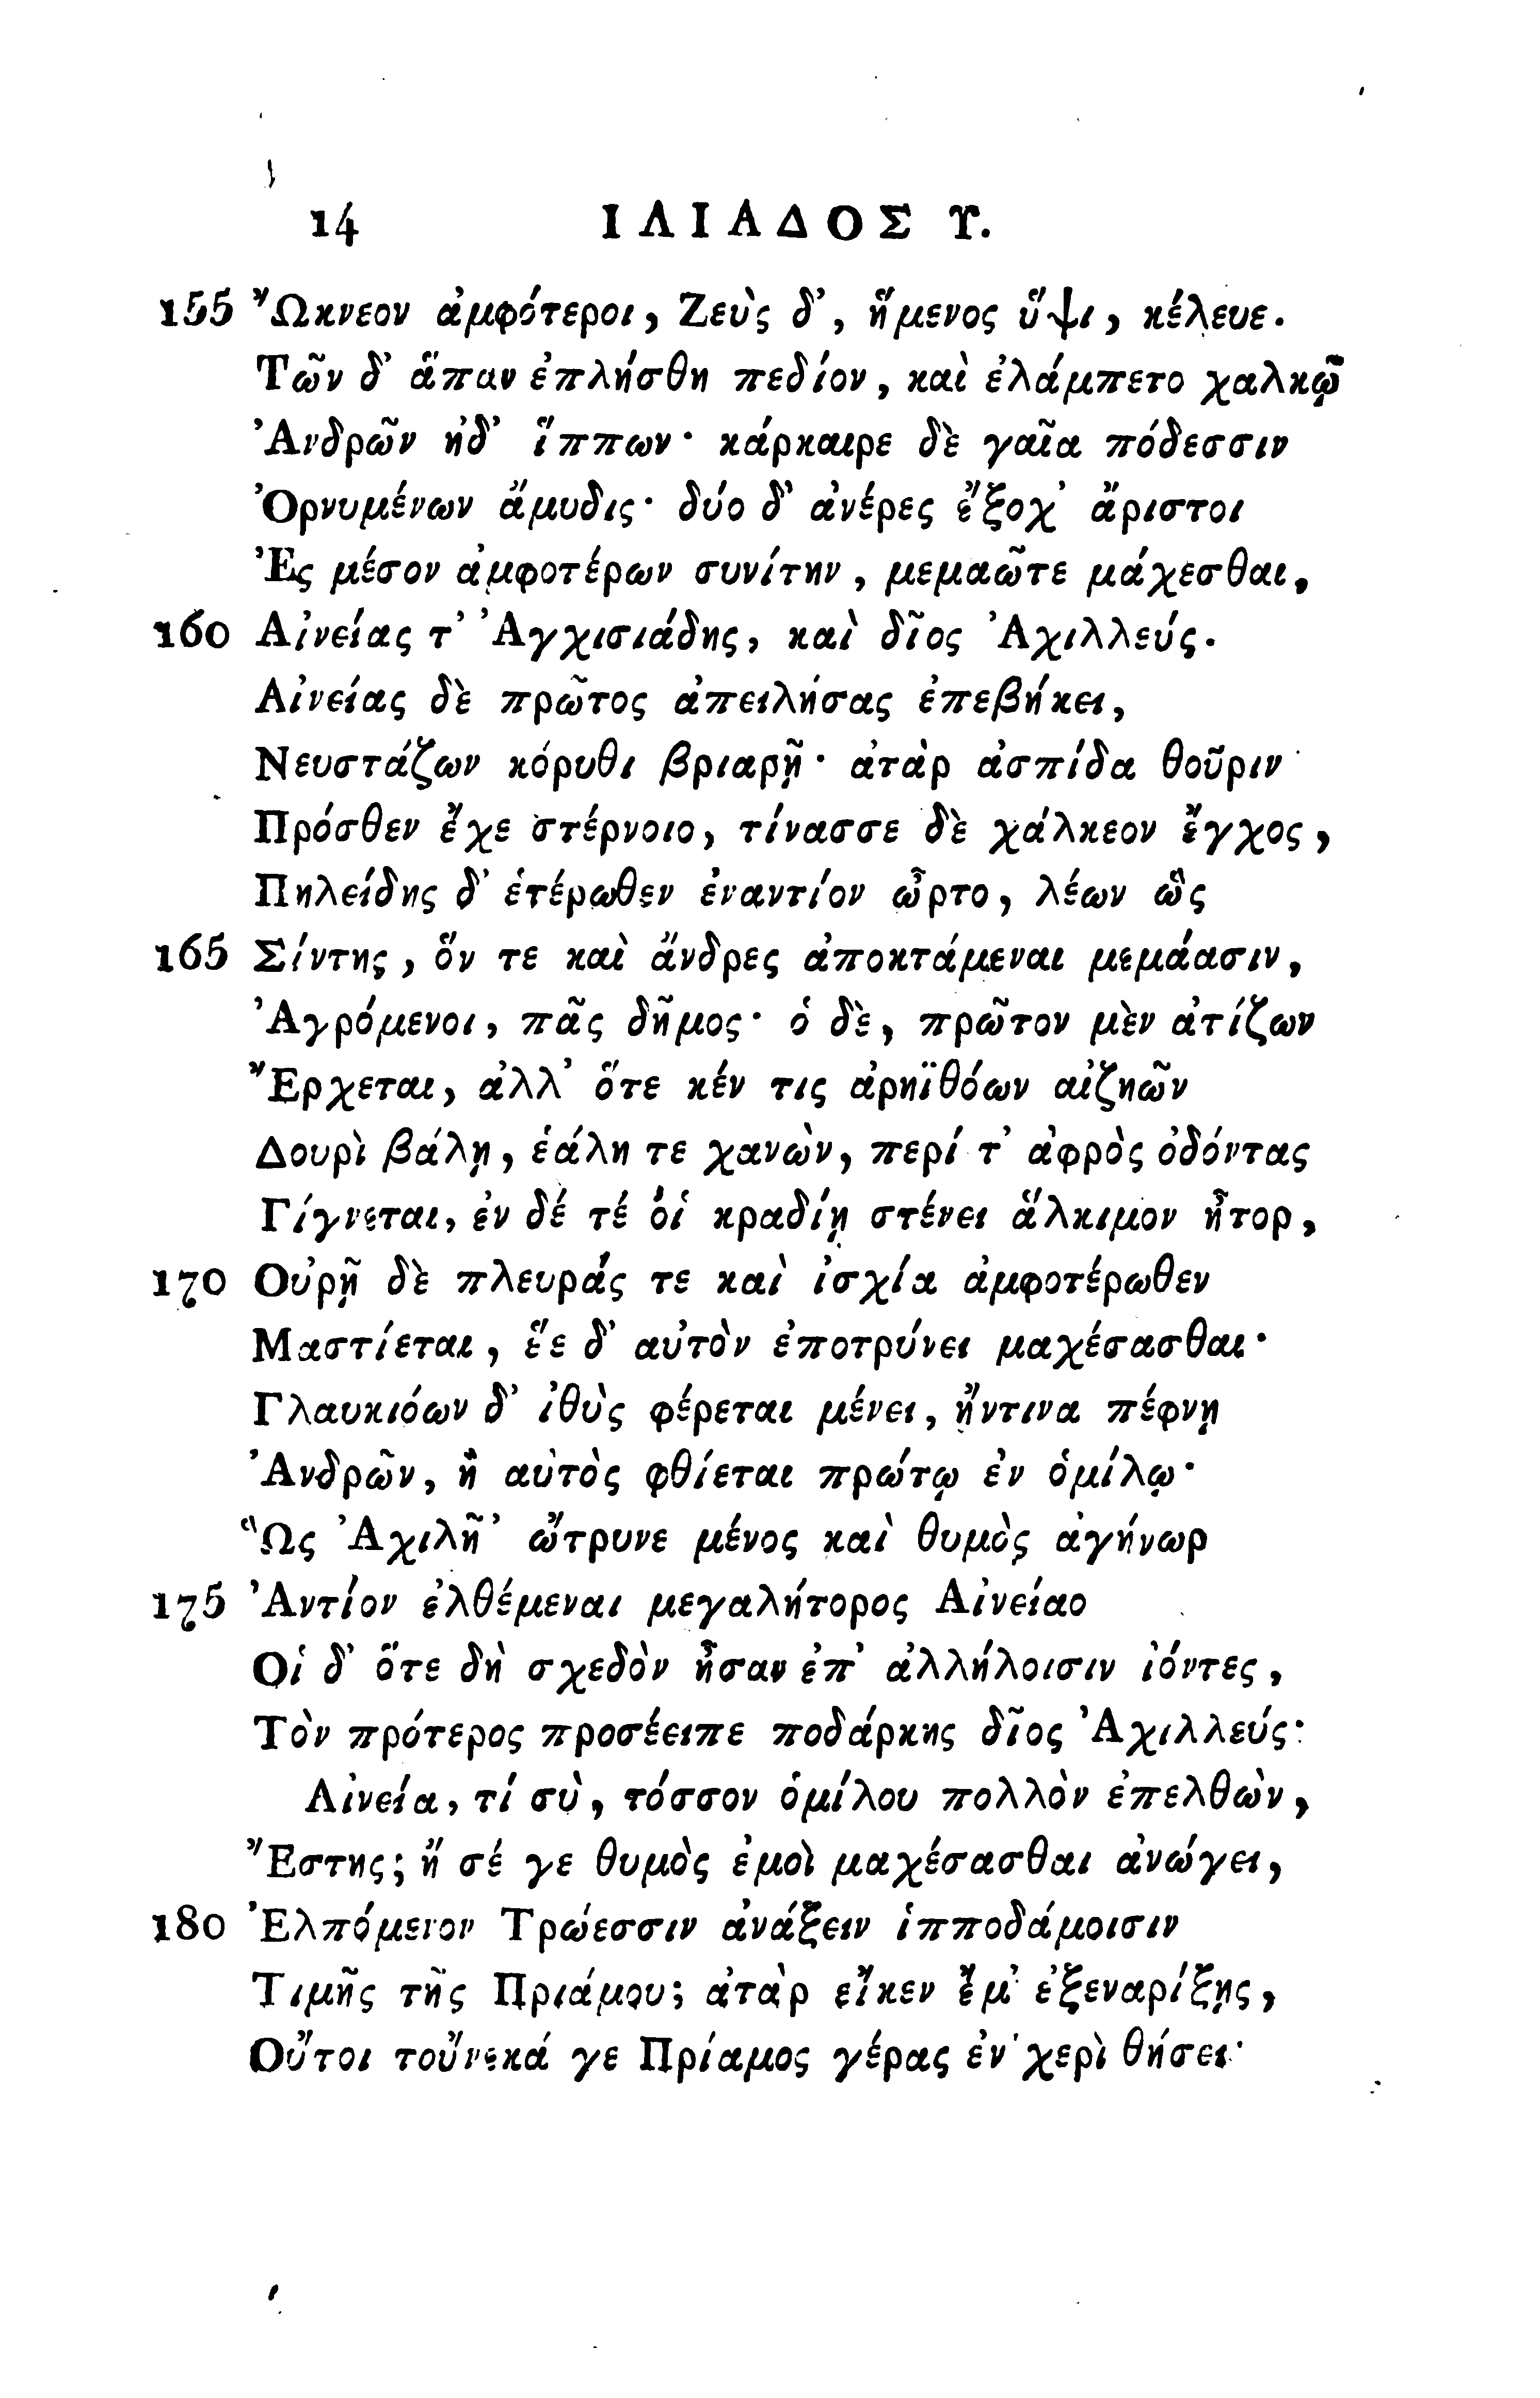 14 ΙΛΙΑΔΟΣ Υ.
155 Ὤκνεον ἀμφότεροι, Ζεὺς δ', ἥμενος ὕψι, κέλευε.
Τῶν δ' ἅπαν ἐπλήσθη πεδίον, καὶ ἐλάμπετο χαλκῷ
Ἀνδρῶν ἠδ' ἵππων· κάρκαιρε δὲ γαῖα πόδεσσιν
Ὀρνυμένων ἄμυδις· δύο δ' ἀνέρες ἔξοχ' ἄριστοι
Ἐς μέσον ἀμφοτέρων συνίτην, μεμαῶτε μάχεσθαι,
160 Αἰνείας τ' Ἀγχισιάδης, καὶ δῖος Ἀχιλλεύς.
Αἰνείας δὲ πρῶτος ἀπειλήσας ἐπεβήκει,
Νευστάζων κόρυθι βριαρῇ· ἀτὰρ ἀσπίδα θοῦριν
Πρόσθεν ἔχε στέρνοιο, τίνασσε δὲ χάλκεον ἔγχος,
Πηλείδης δ' ἑτέρωθεν ἐναντίον ὦρτο, λέων ὣς
165 Σίντης, ὅν τε καὶ ἄνδρες ἀποκτάμεναι μεμάασιν,
Ἀγρόμενοι, πᾶς δῆμος· ὁ δὲ, πρῶτον μὲν ἀτίζων
Ἔρχεται, ἀλλ' ὅτε κέν τις ἀρηϊθόων αἰζηῶν
Δουρὶ βάλῃ, ἑάλη τε χανὼν, περί τ' ἀφρὸς ὀδόντας
Γίγνεται, ἐν δέ τέ οἱ κραδίῃ στένει ἄλκιμον ἦτορ,
170 Οὐρῇ δὲ πλευράς τε καὶ ἰσχία ἀμφοτέρωθεν
Μαστίεται, ἕε δ' αὐτὸν ἐποτρύνει μαχέσασθαι·
Γλαυκιόων δ' ἰθὺς φέρεται μένει, ἤντινα πέφνῃ
Ἀνδρῶν, ἢ αὐτὸς φθίεται πρώτῳ ἐν ὁμίλῳ·
Ὣς Ἀχιλῆ' ὤτρυνε μένος καὶ θυμὸς ἀγήνωρ
175 Ἀντίον ἐλθέμεναι μεγαλήτορος Αἰνείαο
Οἱ δ' ὅτε δὴ σχεδὸν ἦσαν ἐπ' ἀλλήλοισιν ἰόντες,
Τὸν πρότερος προσέειπε ποδάρκης δῖος Ἀχιλλεύς·
Αἰνεία, τί σὺ, τόσσον ὁμίλου πολλὸν ἐπελθὼν,
Ἔστης; ἤ σέ γε θυμὸς ἐμοὶ μαχέσασθαι ἀνώγει,
180 Ἐλπόμενον Τρώεσσιν ἀνάξειν ἱπποδάμοισιν
Τιμῆς τῆς Πριάμου; ἀτὰρ εἴκεν ἔμ' ἐξεναρίξῃς,
Οὔτοι τοὔνεκά γε Πρίαμος γέρας ἐν χερὶ θήσει·